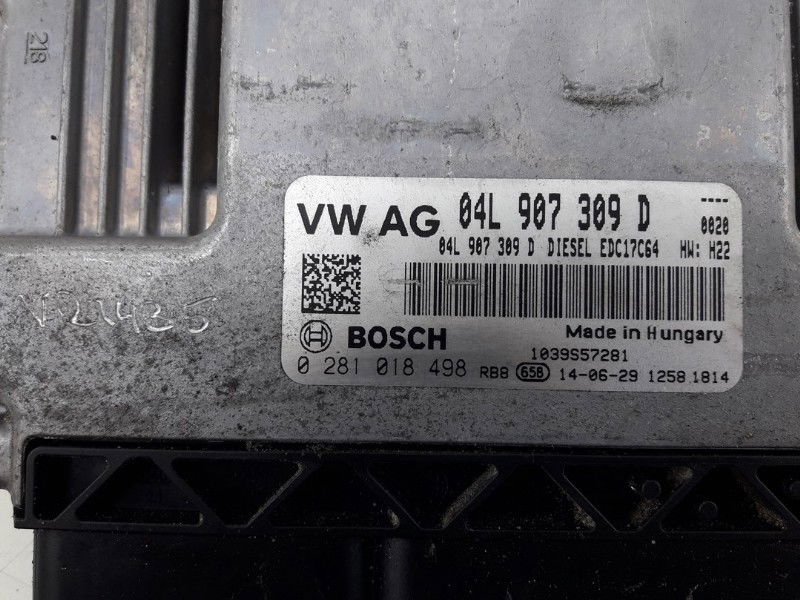 218
VW AG 04L 907 309 D ----
0020
04L 907 309 D DIESEL EDC17C64 HW: H22
BOSCH Made in Hungary
1039S57281
0 281 018 498 RB8 65B 14-06-29 1258 1814